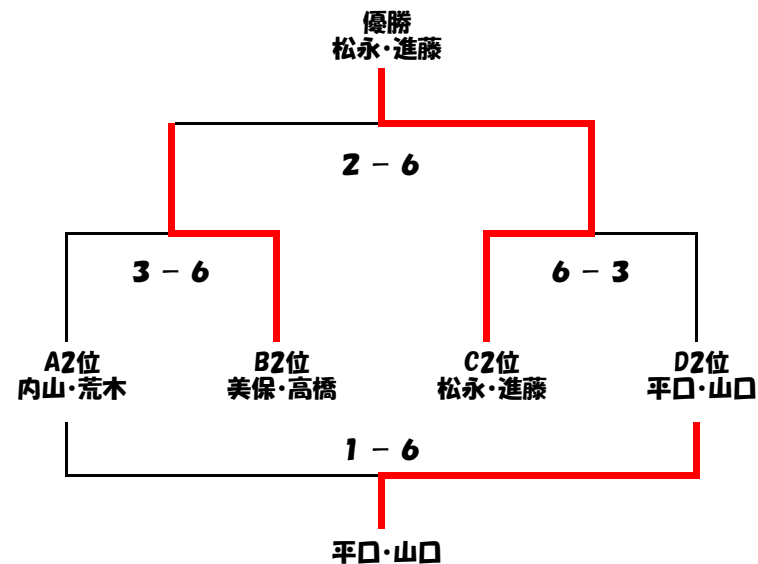 優勝
松永・進藤
2 - 6
3 - 6
6 - 3
A2位
内山・荒木
B2位
美保・高橋
C2位
松永・進藤
D2位
平口・山口
1 - 6
平口・山口